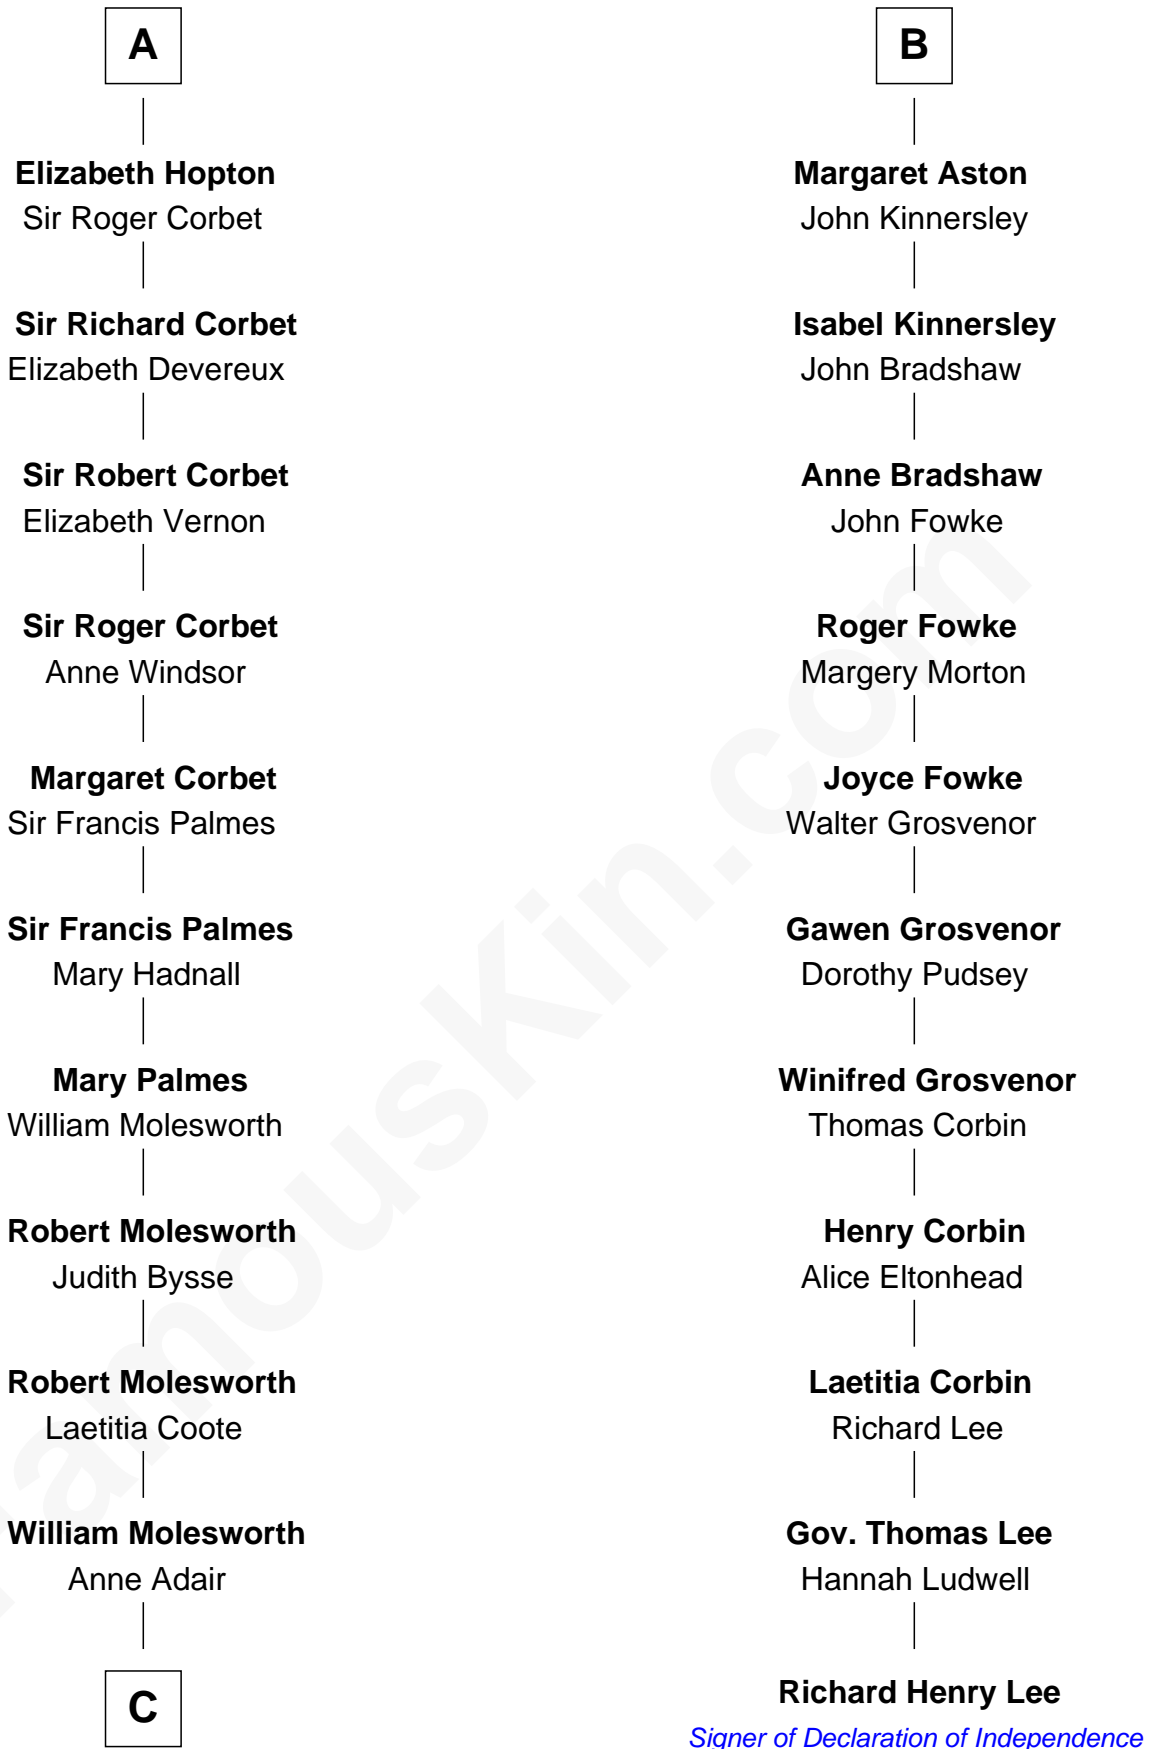 A
Elizabeth Hopton
Sir Roger Corbet
Sir Richard Corbet
Elizabeth Devereux
Sir Robert Corbet
Elizabeth Vernon
Sir Roger Corbet
Anne Windsor
Margaret Corbet
Sir Francis Palmes
Sir Francis Palmes
Mary Hadnall
Mary Palmes
William Molesworth
Robert Molesworth
Judith Bysse
Robert Molesworth
Laetitia Coote
William Molesworth
Anne Adair
C
B
Margaret Aston
John Kinnersley
Isabel Kinnersley
John Bradshaw
Anne Bradshaw
John Fowke
Roger Fowke
Margery Morton
Joyce Fowke
Walter Grosvenor
Gawen Grosvenor
Dorothy Pudsey
Winifred Grosvenor
Thomas Corbin
Henry Corbin
Alice Eltonhead
Laetitia Corbin
Richard Lee
Gov. Thomas Lee
Hannah Ludwell
Richard Henry Lee
Signer of Declaration of Independence
FamousKin.com